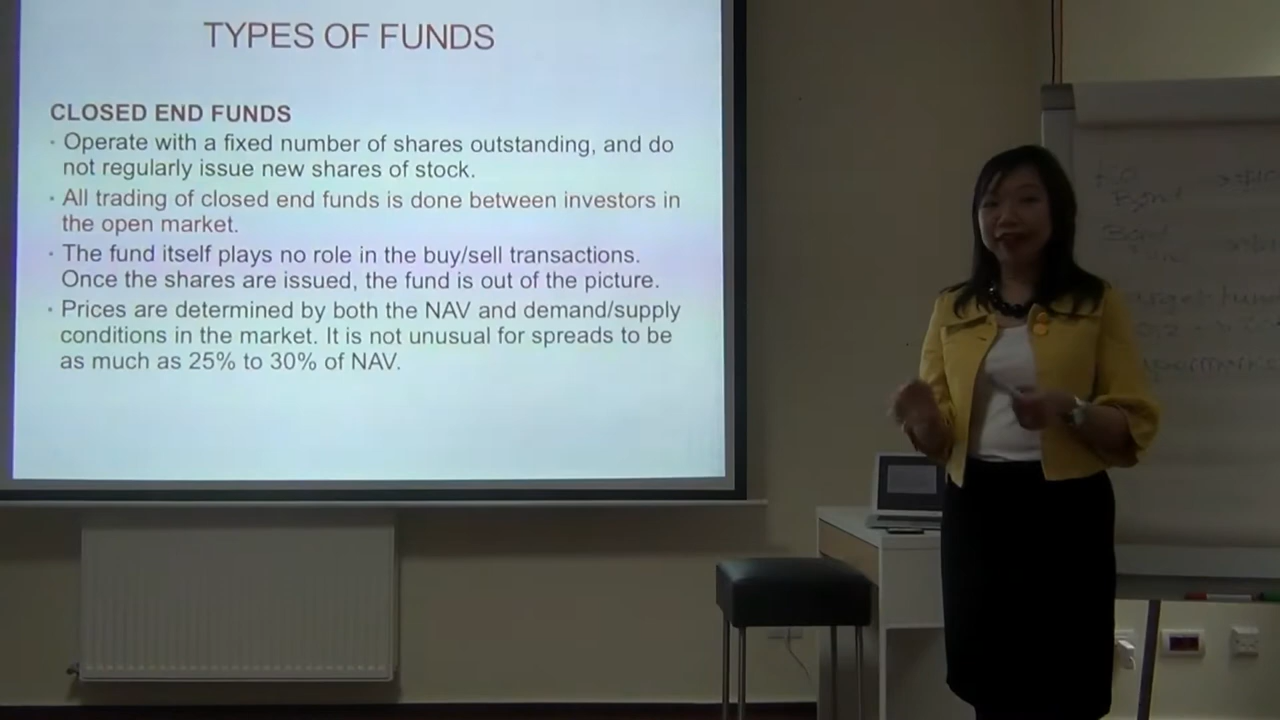 TYPES OF FUNDS
CLOSED END FUNDS
· Operate with a fixed number of shares outstanding, and do
not regularly issue new shares of stock.
· All trading of closed end funds is done between investors in
the open market.
· The fund itself plays no role in the buy/sell transactions.
Once the shares are issued, the fund is out of the picture.
· Prices are determined by both the NAV and demand/supply
conditions in the market. It is not unusual for spreads to be
as much as 25% to 30% of NAV.
Bond
Bond